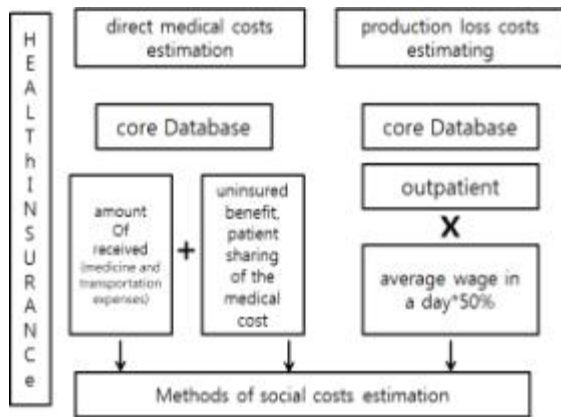 HEALThINSURANCe
direct medical costs
estimation
production loss costs
estimating
core Database
core Database
outpatient
X
amount
Of
received
(medicine and
transportation
expenses)
+
uninsured
benefit,
patient
sharing
of the
medical
cost
average wage in
a day*50%
Methods of social costs estimation